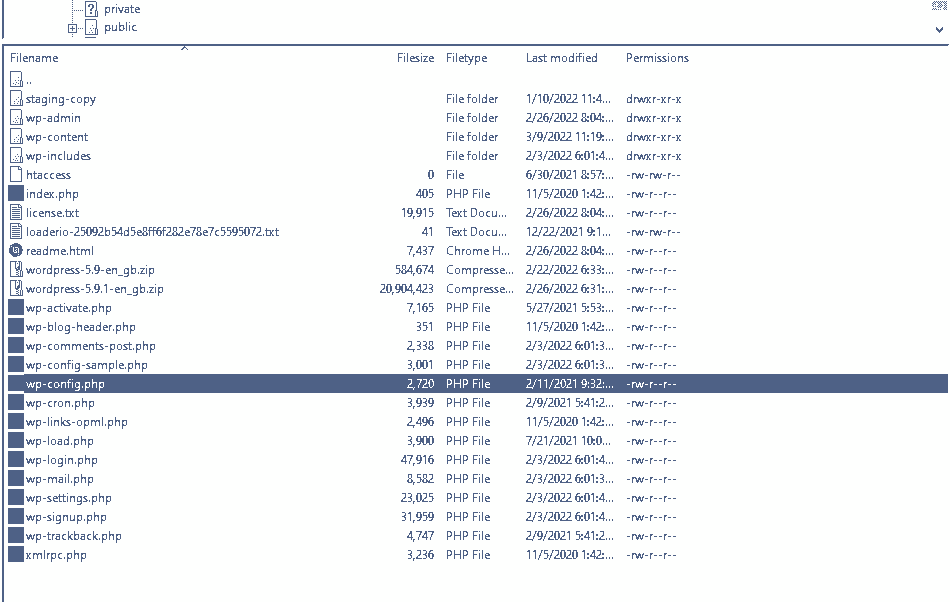 private
public
Filename Filesize Filetype Last modified Permissions
..
staging-copy File folder 1/10/2022 11:4... drwxr-xr-x
wp-admin File folder 2/26/2022 8:04:... drwxr-xr-x
wp-content File folder 3/9/2022 11:19:... drwxr-xr-x
wp-includes File folder 2/3/2022 6:01:4... drwxr-xr-x
htaccess 0 File 6/30/2021 8:57:... -rw-rw-r--
index.php 405 PHP File 11/5/2020 1:42:... -rw-r--r--
license.txt 19,915 Text Docu... 2/26/2022 8:04:... -rw-r--r--
loaderio-25092b54d5e8ff6f282e78e7c5595072.txt 41 Text Docu... 12/22/2021 9:1... -rw-rw-r--
readme.html 7,437 Chrome H... 2/26/2022 8:04:... -rw-r--r--
wordpress-5.9-en_gb.zip 584,674 Compresse... 2/22/2022 6:33:... -rw-r--r--
wordpress-5.9.1-en_gb.zip 20,904,423 Compresse... 2/26/2022 6:31:... -rw-r--r--
wp-activate.php 7,165 PHP File 5/27/2021 5:53:... -rw-r--r--
wp-blog-header.php 351 PHP File 11/5/2020 1:42:... -rw-r--r--
wp-comments-post.php 2,338 PHP File 2/3/2022 6:01:3... -rw-r--r--
wp-config-sample.php 3,001 PHP File 2/3/2022 6:01:3... -rw-r--r--
wp-config.php 2,720 PHP File 2/11/2021 9:32:... -rw-r--r--
wp-cron.php 3,939 PHP File 2/9/2021 5:41:2... -rw-r--r--
wp-links-opml.php 2,496 PHP File 11/5/2020 1:42:... -rw-r--r--
wp-load.php 3,900 PHP File 7/21/2021 10:0... -rw-r--r--
wp-login.php 47,916 PHP File 2/3/2022 6:01:4... -rw-r--r--
wp-mail.php 8,582 PHP File 2/3/2022 6:01:3... -rw-r--r--
wp-settings.php 23,025 PHP File 2/3/2022 6:01:4... -rw-r--r--
wp-signup.php 31,959 PHP File 2/3/2022 6:01:4... -rw-r--r--
wp-trackback.php 4,747 PHP File 2/9/2021 5:41:2... -rw-r--r--
xmlrpc.php 3,236 PHP File 11/5/2020 1:42:... -rw-r--r--